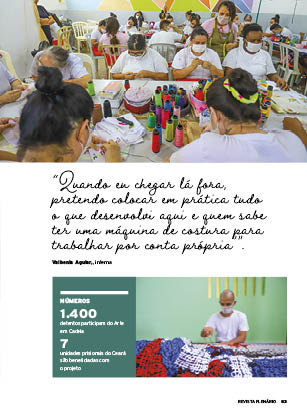 “Quando eu chegar lá fora,
pretendo colocar em prática tudo
o que desenvolvi aqui e quem sabe
ter uma máquina de costura para
trabalhar por conta própria”.
Valbenia Aguiar, interna
NÚMEROS
1.400
detentos participam do Arte
em Cadeia
7
unidades prisionais do Ceará
são beneficiadas com
o projeto
REVISTA PLENÁRIO 83